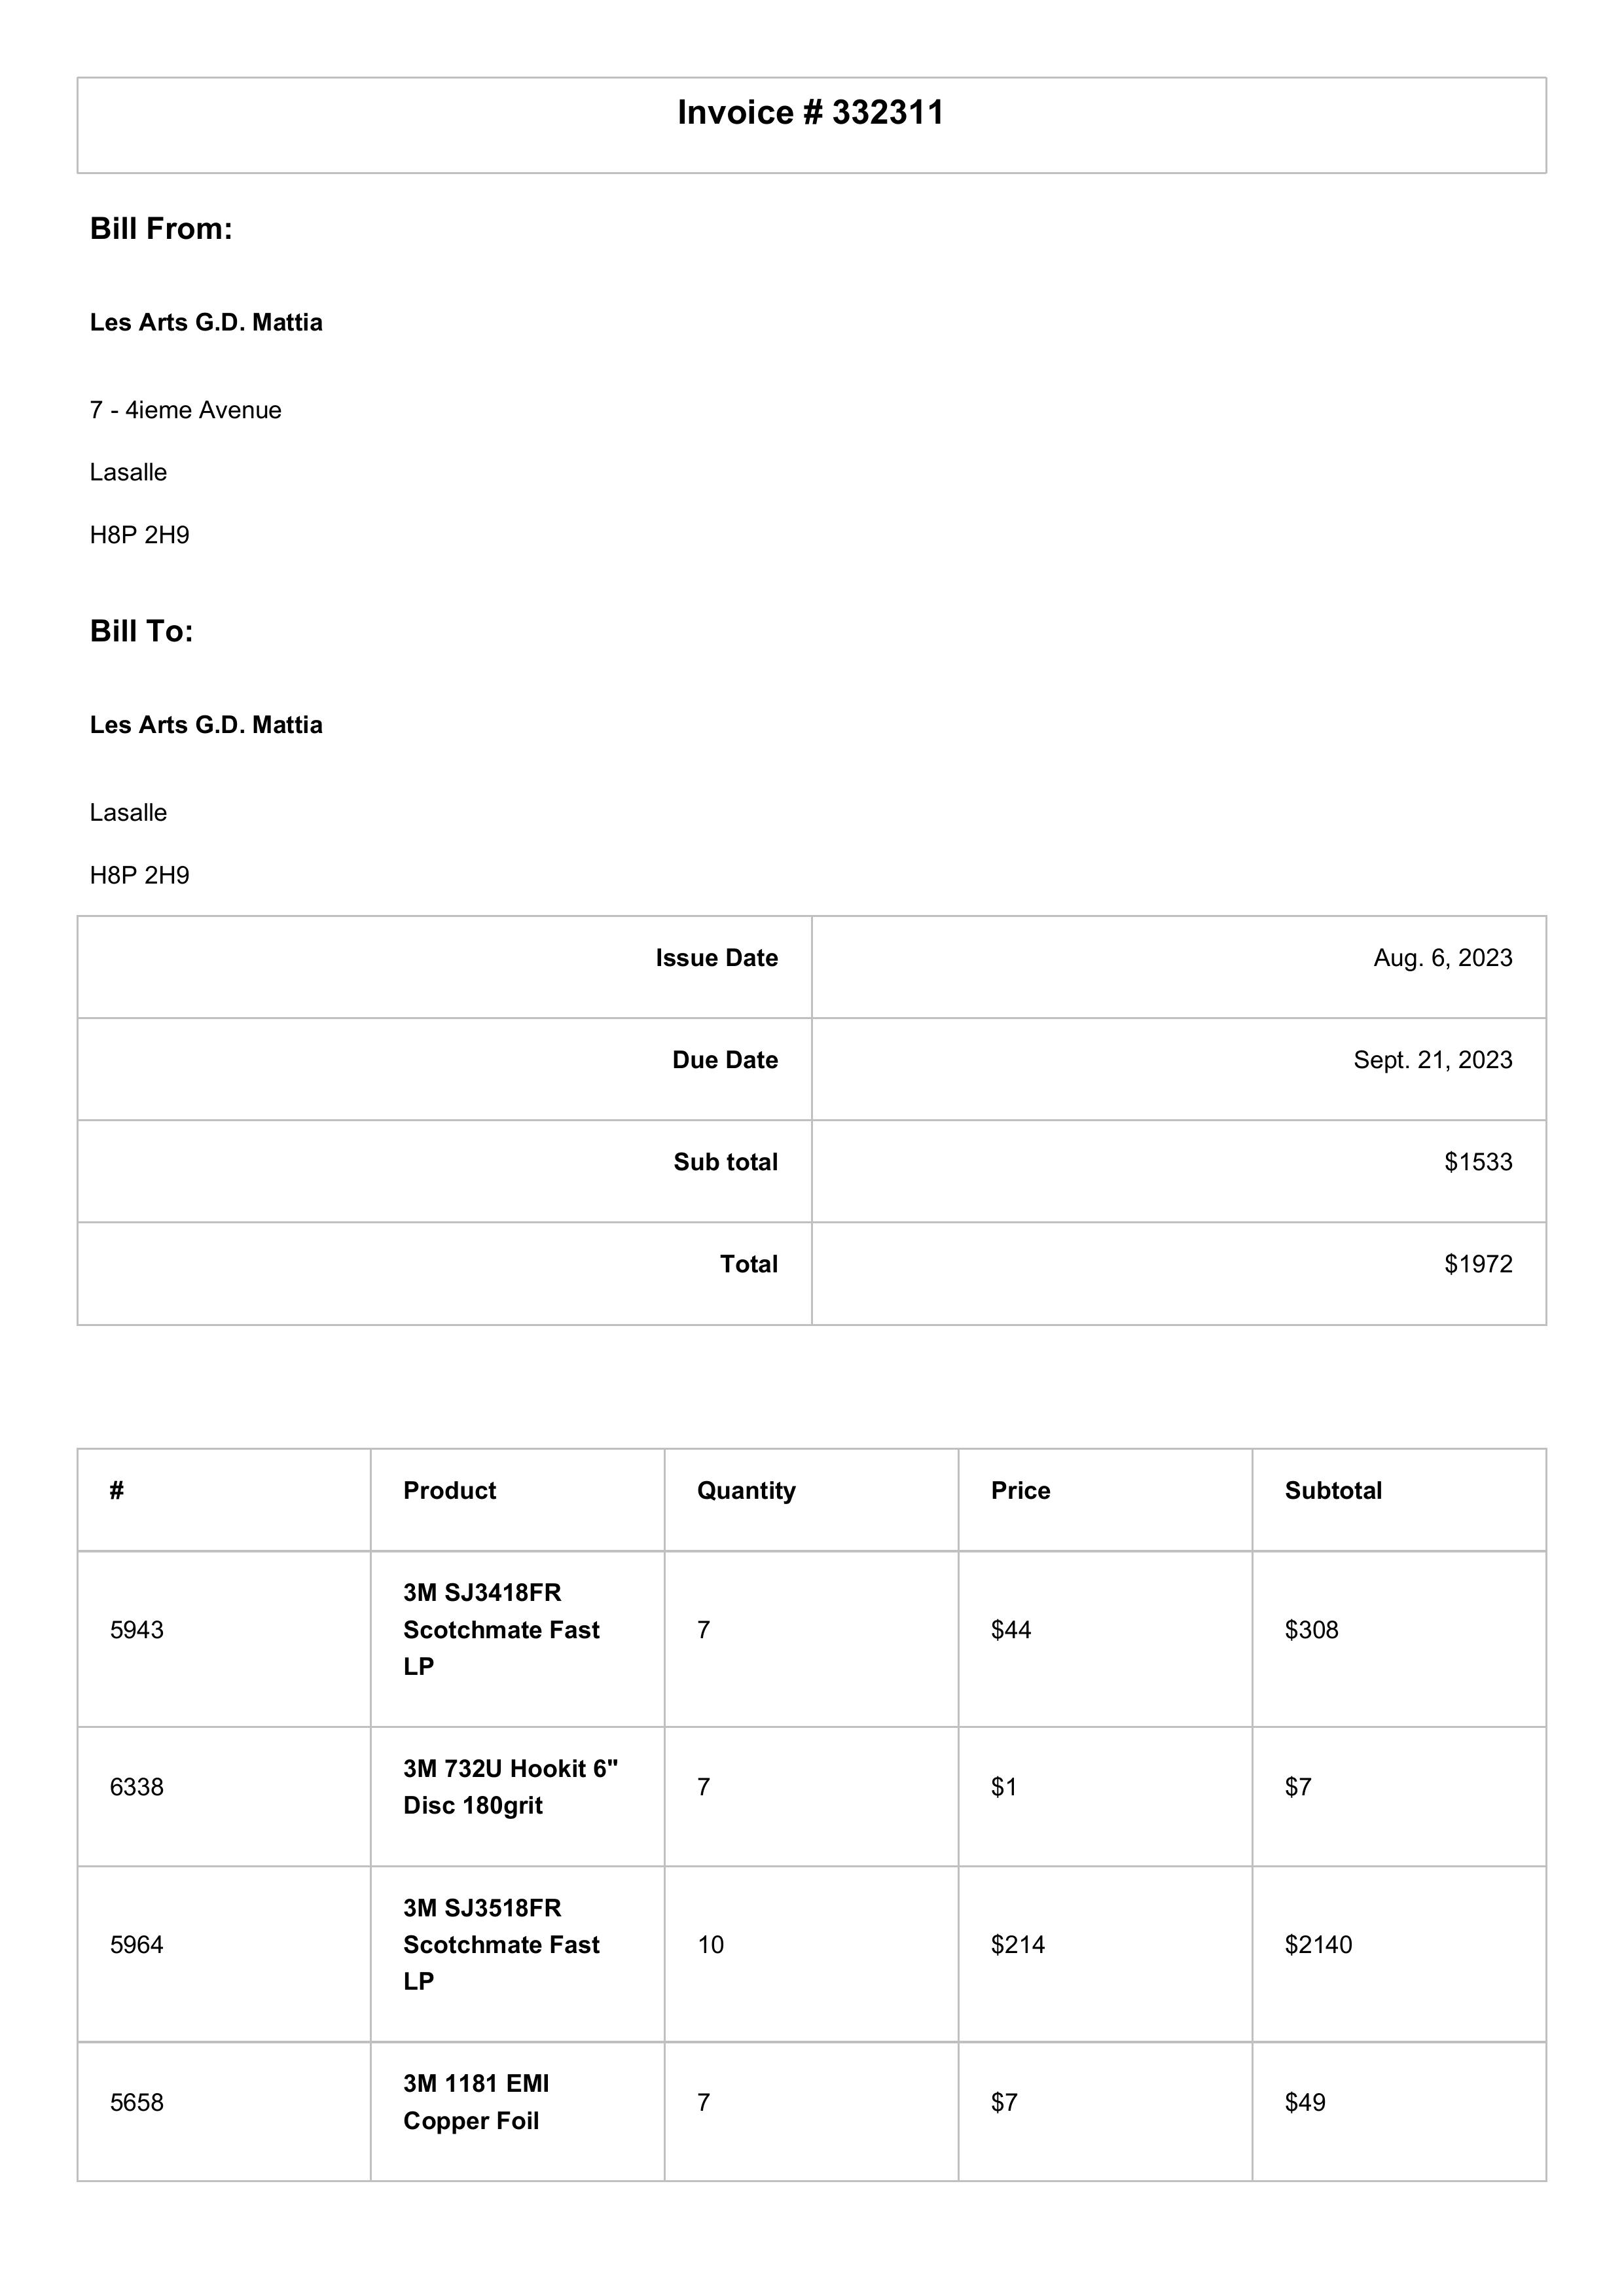 Invoice # 332311
Bill From:
Les Arts G.D. Mattia
7 - 4ieme Avenue
Lasalle
H8P 2H9
Bill To:
Les Arts G.D. Mattia
Lasalle
H8P 2H9
Issue Date Aug. 6, 2023
Due Date Sept. 21, 2023
Sub total $1533
Total $1972
# Product Quantity Price Subtotal
3M SJ3418FR
5943 Scotchmate Fast 7 $44 $308
LP
3M 732U Hookit 6"
6338 7 $1 $7
Disc 180grit
3M SJ3518FR
5964 Scotchmate Fast 10 $214 $2140
LP
3M 1181 EMI
5658 7 $7 $49
Copper Foil